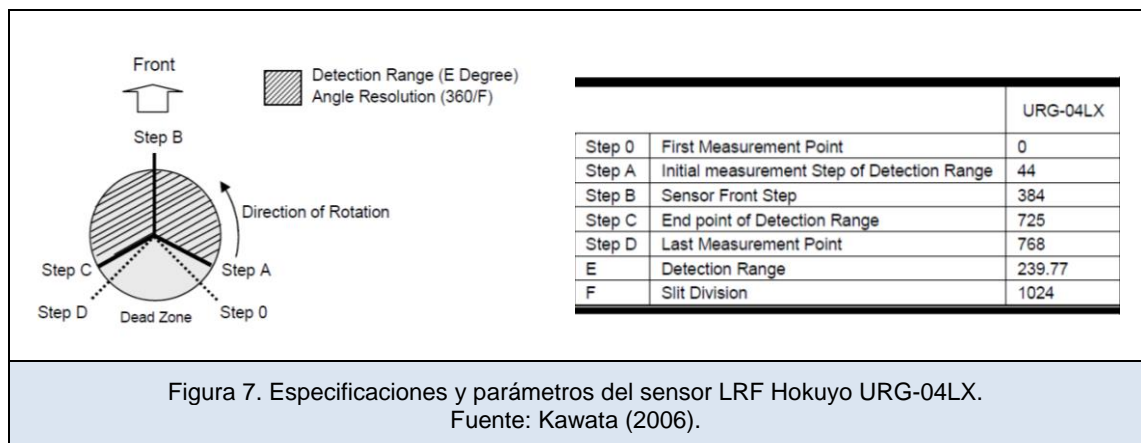 Front
Detection Range (E Degree)
Angle Resolution (360/F)
Step B
Direction of Rotation
Step C
Step A
Step D
Dead Zone
Step 0
URG-04LX
Step 0 First Measurement Point 0
Step A Initial measurement Step of Detection Range 44
Step B Sensor Front Step 384
Step C End point of Detection Range 725
Step D Last Measurement Point 768
E Detection Range 239.77
F Slit Division 1024
Figura 7. Especificaciones y parámetros del sensor LRF Hokuyo URG-04LX.
Fuente: Kawata (2006).